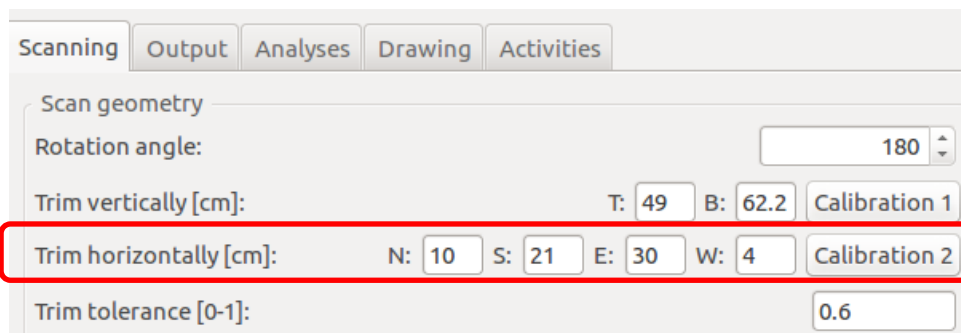 Scanning Output Analyses Drawing Activities
Scan geometry
Rotation angle: 180
Trim vertically [cm]: T: 49 B: 62.2 Calibration 1
Trim horizontally [cm]: N: 10 S: 21 E: 30 W: 4 Calibration 2
Trim tolerance [0-1]: 0.6